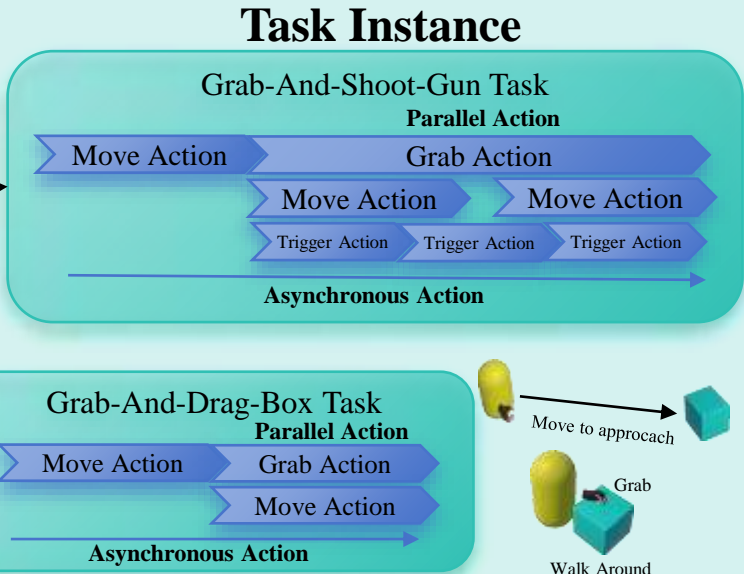 Task Instance
Grab-And-Shoot-Gun Task
Parallel Action
Move Action
Grab Action
Move Action
Move Action
Trigger Action
Trigger Action
Trigger Action
Asynchronous Action
Grab-And-Drag-Box Task
Parallel Action
Move Action
Grab Action
Move Action
Asynchronous Action
Move to approcach
Grab
Walk Around